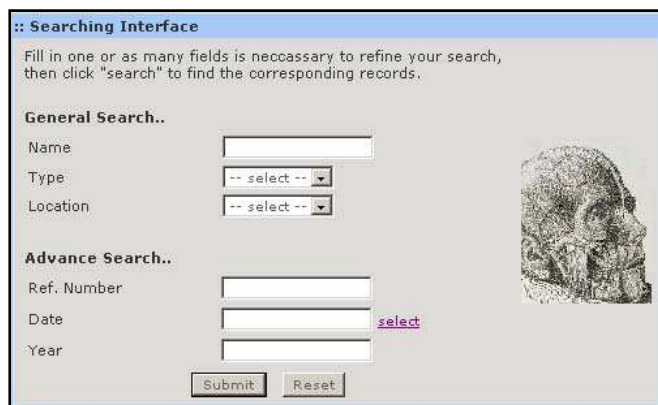 :: Searching Interface
Fill in one or as many fields is neccassary to refine your search,
then click "search" to find the corresponding records.
General Search..
Name
Type -- select --
Location -- select --
Advance Search..
Ref. Number
Date select
Year
Submit Reset